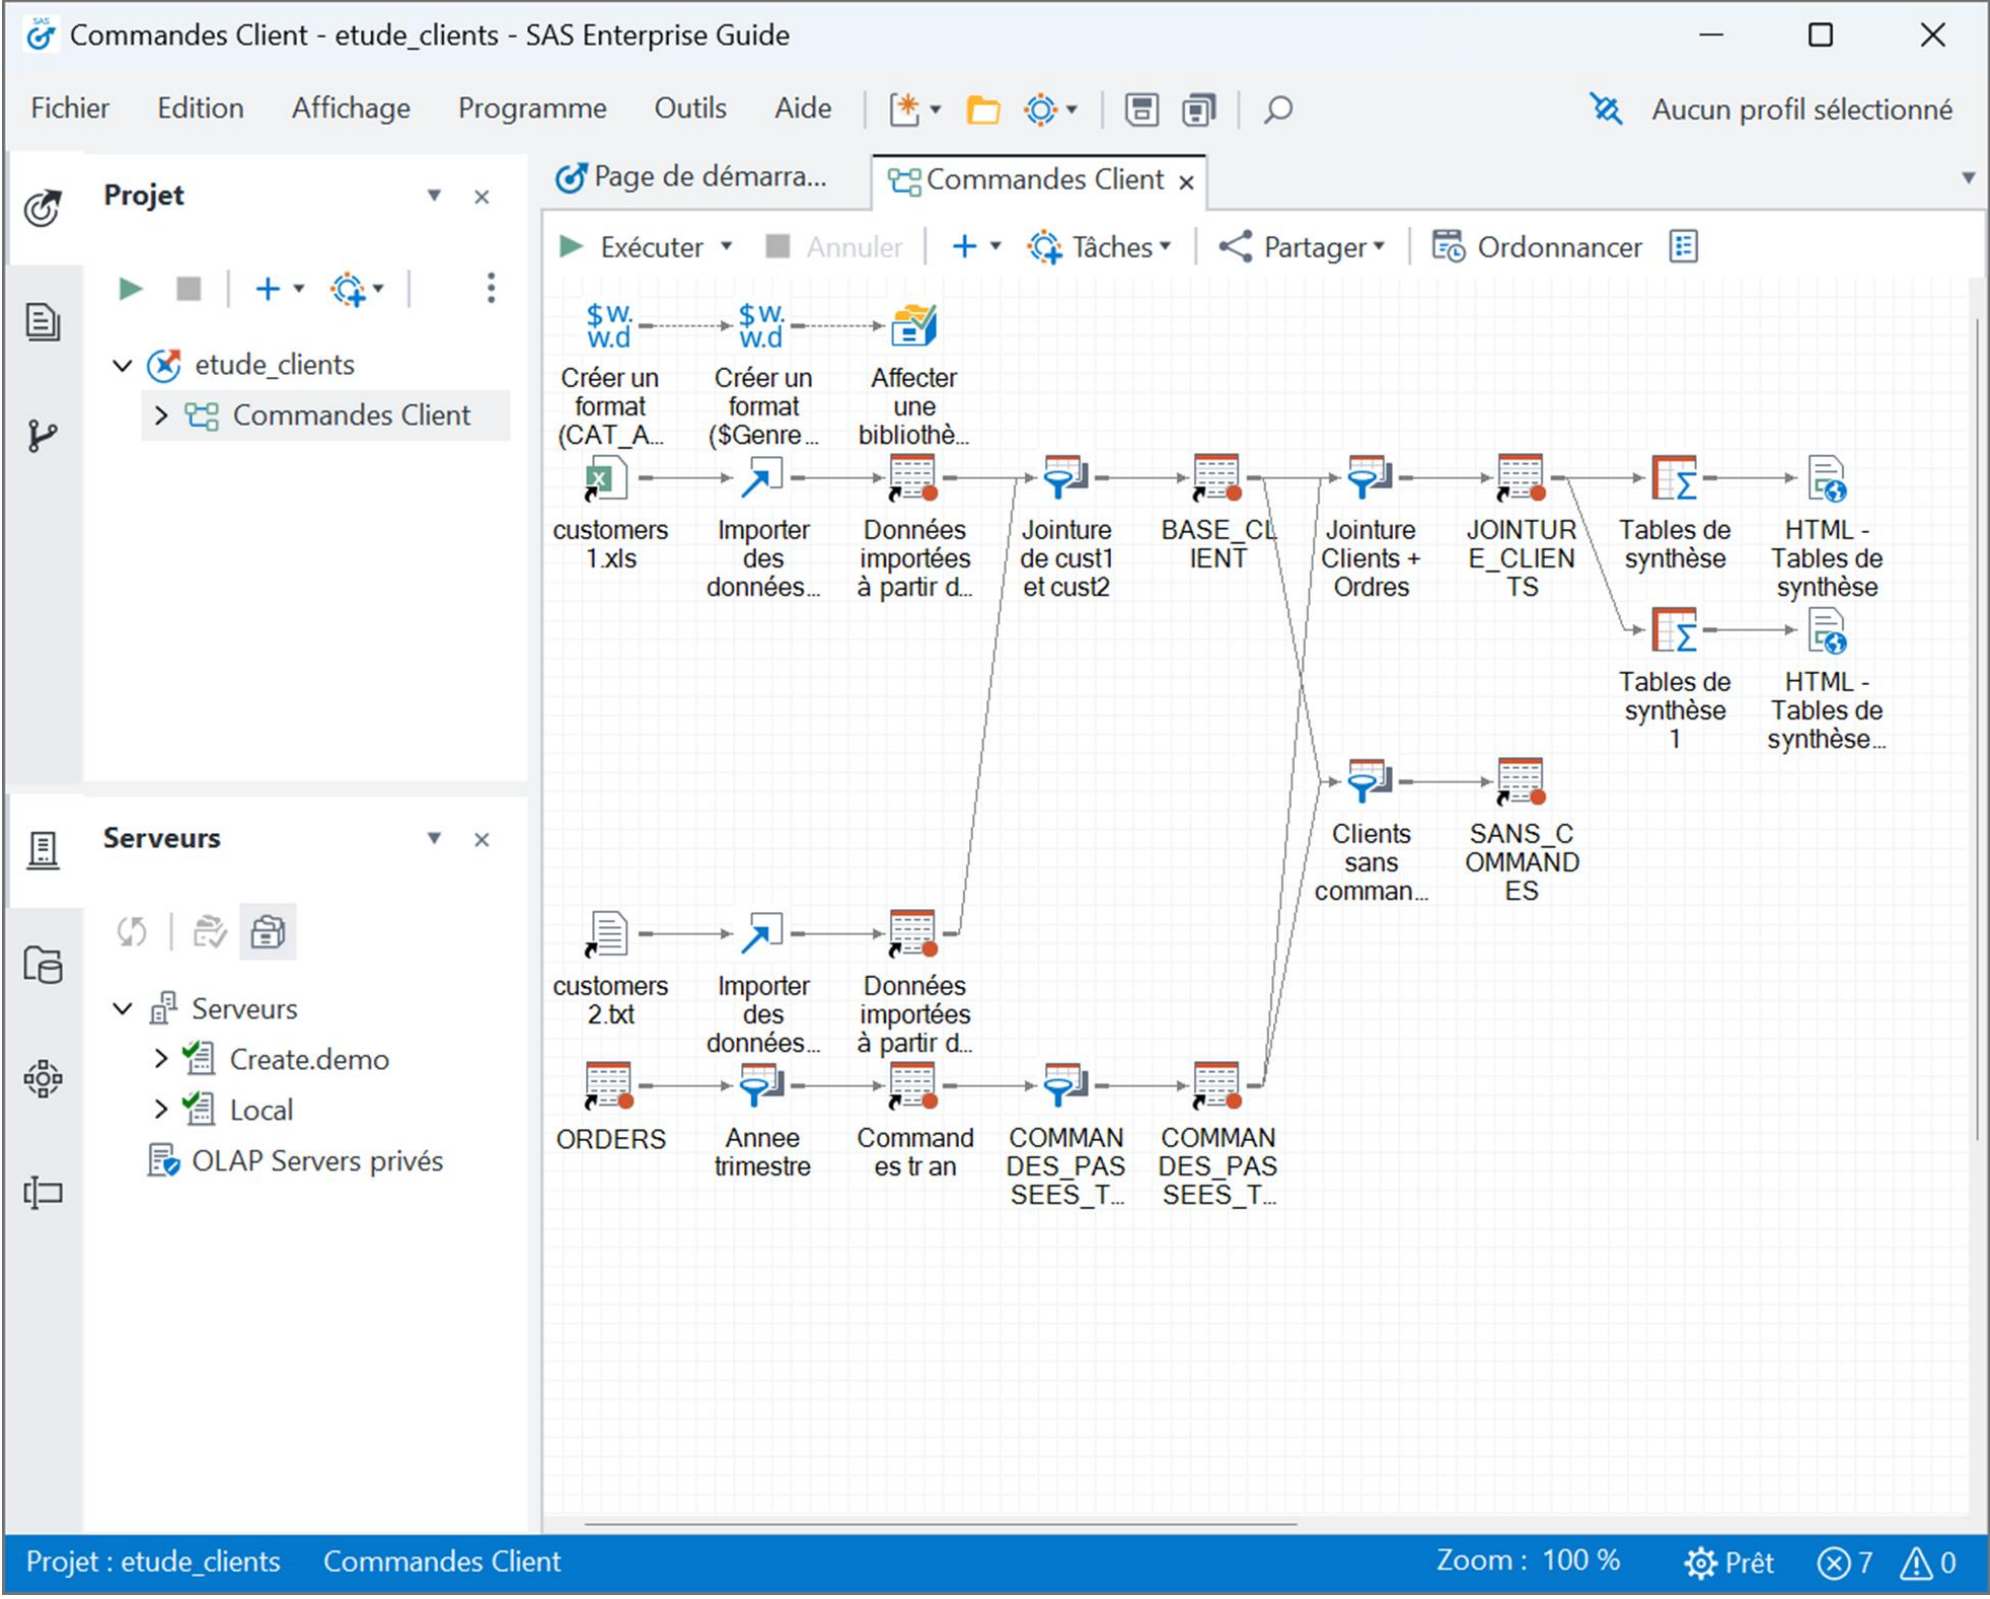 SAS
Commandes Client - etude_clients - SAS Enterprise Guide
Fichier Edition Affichage Programme Outils Aide Aucun profil sélectionné
Projet
etude_clients
Commandes Client
Serveurs
Serveurs
Create.demo
Local
OLAP Servers privés
Page de démarra...
Commandes Client
Exécuter Annuler Tâches Partager Ordonnancer
$w. $w.
w.d w.d
Créer un
format
(CAT_A...
Créer un
format
($Genre...
Affecter
une
bibliothè...
customers
1.xls
Importer
des
données...
Données
importées
à partir d...
Jointure
de cust1
et cust2
BASE_CL
IENT
Jointure
Clients +
Ordres
JOINTUR
E_CLIEN
TS
Tables de
synthèse
HTML -
Tables de
synthèse
Tables de
synthèse
1
HTML -
Tables de
synthèse...
Clients
sans
comman...
SANS_C
OMMAND
ES
customers
2.txt
Importer
des
données...
Données
importées
à partir d...
ORDERS
Annee
trimestre
Command
es tr an
COMMAN
DES_PAS
SEES_T...
COMMAN
DES_PAS
SEES_T...
Projet : etude_clients Commandes Client Zoom : 100 % Prêt 7 0